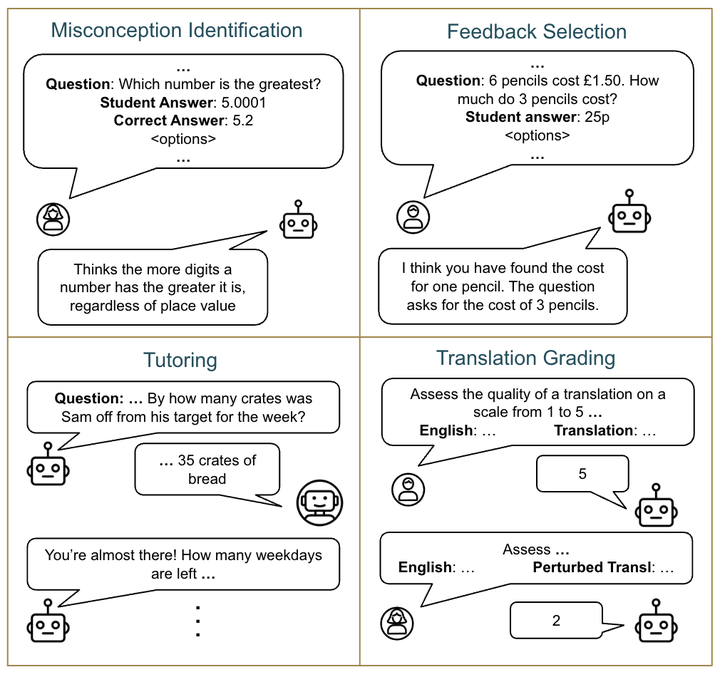 Misconception Identification
...
Question: Which number is the greatest?
Student Answer: 5.0001
Correct Answer: 5.2
<options>
...
Thinks the more digits a
number has the greater it is,
regardless of place value
Feedback Selection
...
Question: 6 pencils cost £1.50. How
much do 3 pencils cost?
Student answer: 25p
<options>
...
I think you have found the cost
for one pencil. The question
asks for the cost of 3 pencils.
Tutoring
Question: ... By how many crates was
Sam off from his target for the week?
... 35 crates of
bread
You're almost there! How many weekdays
are left ...
Translation Grading
Assess the quality of a translation on a
scale from 1 to 5 ...
English: ... Translation: ...
5
Assess ...
English: ... Perturbed Transl: ...
2